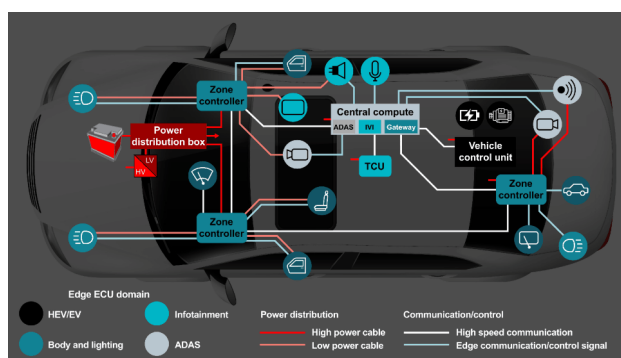 Zone
controller
Central compute
ADAS
IVI
Gateway
Power
distribution box
LV
HV
TCU
Vehicle
control unit
Zone
controller
Zone
controller
Edge ECU domain
HEV/EV
Infotainment
Body and lighting
ADAS
Power distribution
High power cable
Low power cable
Communication/control
High speed communication
Edge communication/control signal